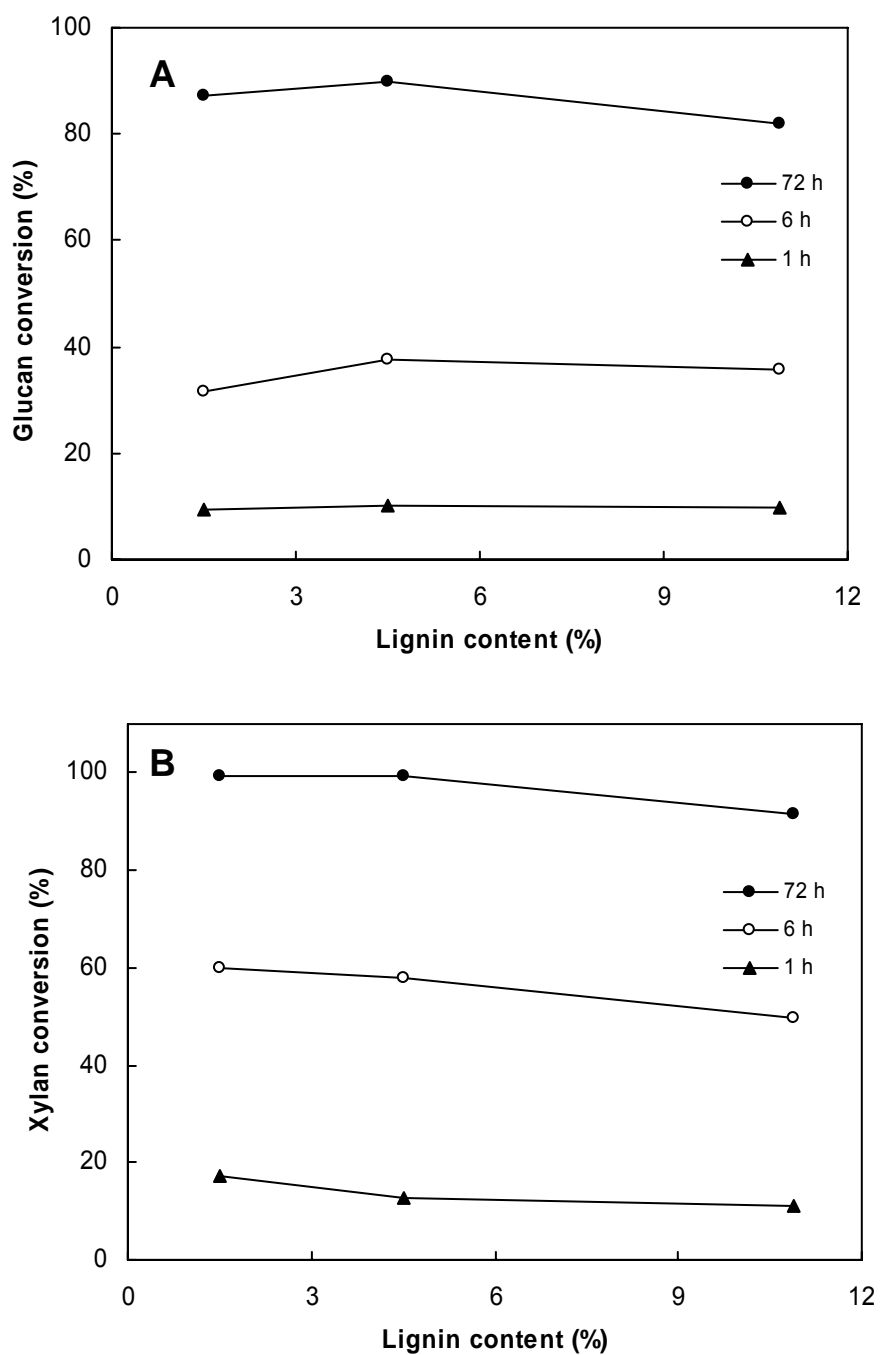 100
A
80
72 h
Glucan conversion (%)
60
6 h
1 h
40
20
0
0 3 6 9 12
Lignin content (%)
B
100
80
72 h
Xylan conversion (%)
6 h
60
1 h
40
20
0
0 3 6 9 12
Lignin content (%)